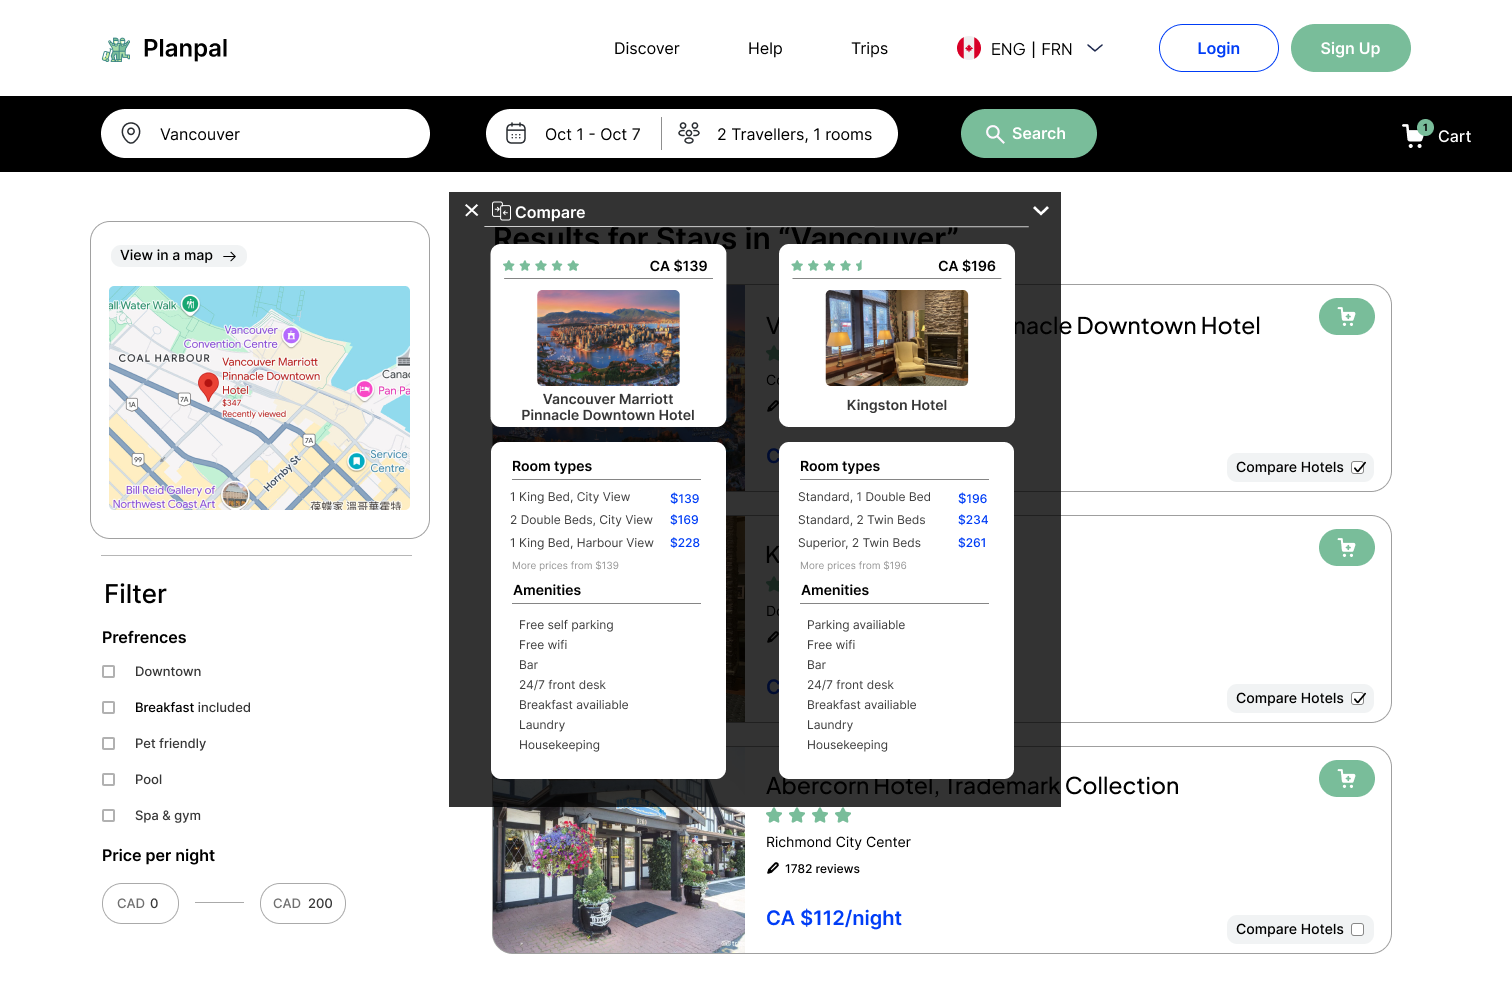 Planpal
Discover
Help
Trips
ENG | FRN
Login
Sign Up
Vancouver
Oct 1 - Oct 7
2 Travellers, 1 rooms
Search
1
Cart
View in a map →
all Water Walk
Vancouver
Convention Centre
COAL HARBOUR
Vancouver Marriott
Pinnacle Downtown
Hotel
$347
Recently viewed
Canac
Pan Pa
1A
7A
7A
99
Hornby St
Service
Centre
Bill Reid Gallery of
Northwest Coast Art
Filter
Prefrences
Downtown
Breakfast included
Pet friendly
Pool
Spa & gym
Price per night
CAD 0
CAD 200
Compare
Results for Stays in “Vancouver”
CA $139
Vancouver Marriott
Pinnacle Downtown Hotel
Room types
1 King Bed, City View $139
2 Double Beds, City View $169
1 King Bed, Harbour View $228
More prices from $139
Amenities
Free self parking
Free wifi
Bar
24/7 front desk
Breakfast availiable
Laundry
Housekeeping
CA $196
Kingston Hotel
Room types
Standard, 1 Double Bed $196
Standard, 2 Twin Beds $234
Superior, 2 Twin Beds $261
More prices from $196
Amenities
Parking availiable
Free wifi
Bar
24/7 front desk
Breakfast availiable
Laundry
Housekeeping
nacle Downtown Hotel
Compare Hotels
Compare Hotels
Abercorn Hotel, Trademark Collection
Richmond City Center
1782 reviews
CA $112/night
Compare Hotels